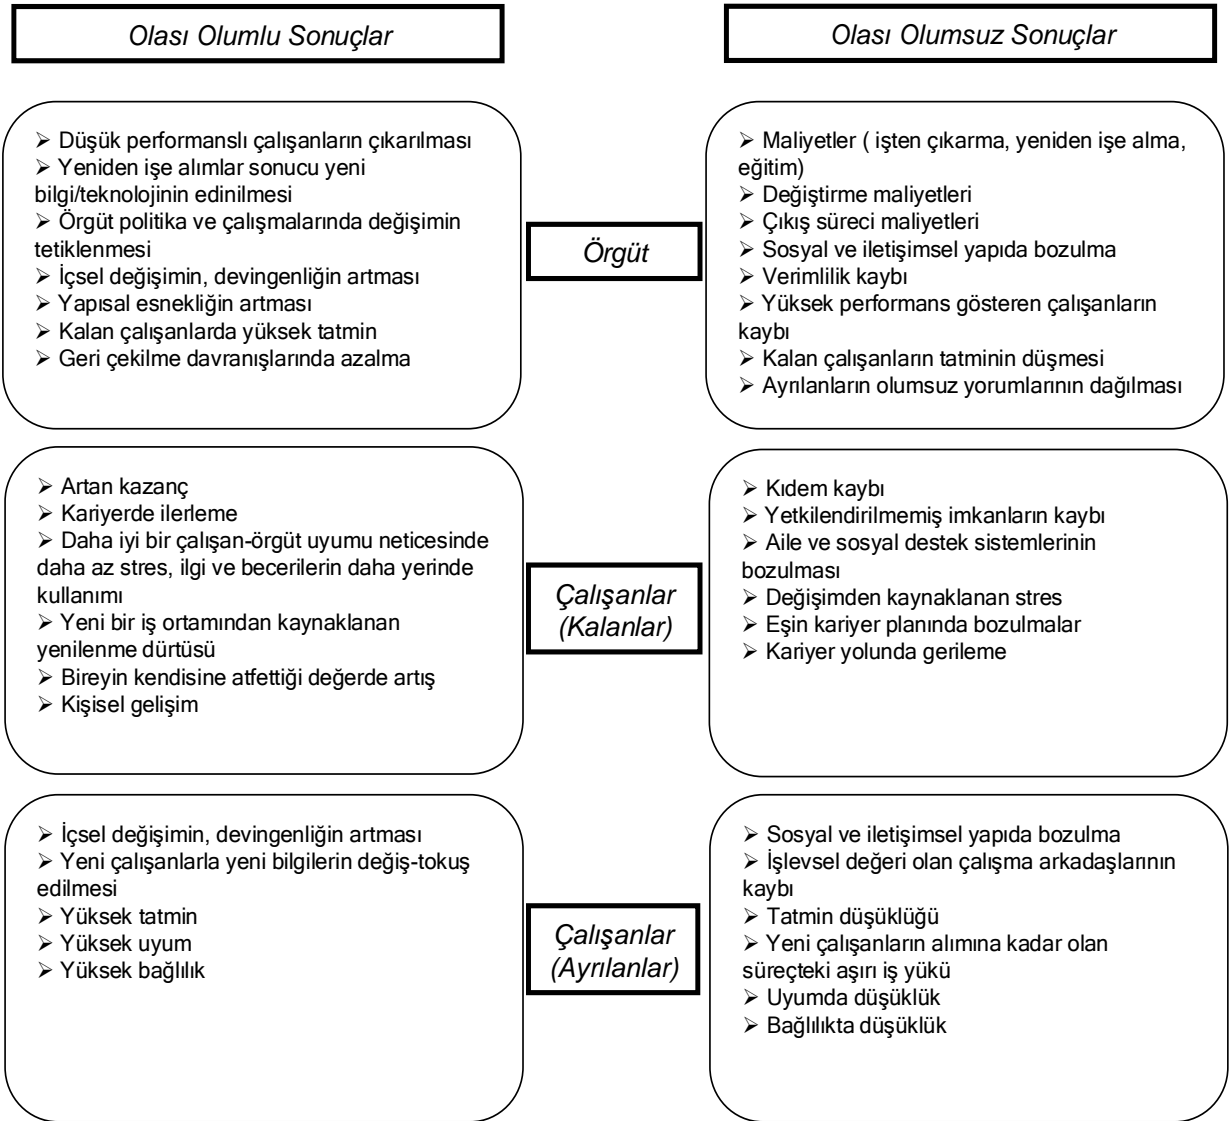 Olası Olumlu Sonuçlar
Olası Olumsuz Sonuçlar
➢ Düşük performanslı çalışanların çıkarılması
➢ Yeniden işe alımlar sonucu yeni
bilgi/teknolojinin edinilmesi
➢ Örgüt politika ve çalışmalarında değişimin
tetiklenmesi
➢ İçsel değişimin, devingenliğin artması
➢ Yapısal esnekliğin artması
➢ Kalan çalışanlarda yüksek tatmin
➢ Geri çekilme davranışlarında azalma
Örgüt
➢ Maliyetler ( işten çıkarma, yeniden işe alma,
eğitim)
➢ Değiştirme maliyetleri
➢ Çıkış süreci maliyetleri
➢ Sosyal ve iletişimsel yapıda bozulma
➢ Verimlilik kaybı
➢ Yüksek performans gösteren çalışanların
kaybı
➢ Kalan çalışanların tatminin düşmesi
➢ Ayrılanların olumsuz yorumlarının dağılması
➢ Artan kazanç
➢ Kariyerde ilerleme
➢ Daha iyi bir çalışan-örgüt uyumu neticesinde
daha az stres, ilgi ve becerilerin daha yerinde
kullanımı
➢ Yeni bir iş ortamından kaynaklanan
yenilenme dürtüsü
➢ Bireyin kendisine atfettiği değerde artış
➢ Kişisel gelişim
Çalışanlar
(Kalanlar)
➢ Kıdem kaybı
➢ Yetkilendirilmemiş imkanların kaybı
➢ Aile ve sosyal destek sistemlerinin
bozulması
➢ Değişimden kaynaklanan stres
➢ Eşin kariyer planında bozulmalar
➢ Kariyer yolunda gerileme
➢ İçsel değişimin, devingenliğin artması
➢ Yeni çalışanlarla yeni bilgilerin değiş-tokuş
edilmesi
➢ Yüksek tatmin
➢ Yüksek uyum
➢ Yüksek bağlılık
Çalışanlar
(Ayrılanlar)
➢ Sosyal ve iletişimsel yapıda bozulma
➢ İşlevsel değeri olan çalışma arkadaşlarının
kaybı
➢ Tatmin düşüklüğü
➢ Yeni çalışanların alımına kadar olan
süreçteki aşırı iş yükü
➢ Uyumda düşüklük
➢ Bağlılıkta düşüklük